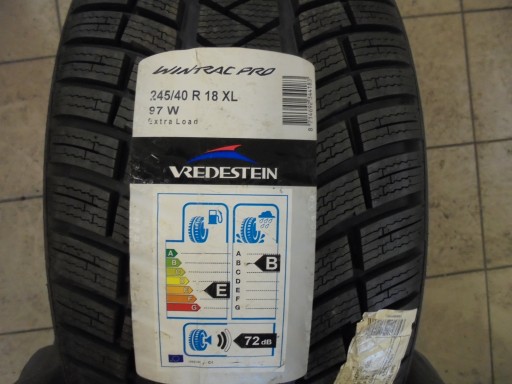 WINTRAC PRO
245/40 R 18 XL
97 W
Extra Load
VREDESTEIN
A A
B B B
C C
D D
E E E
F F
G G
72 dB